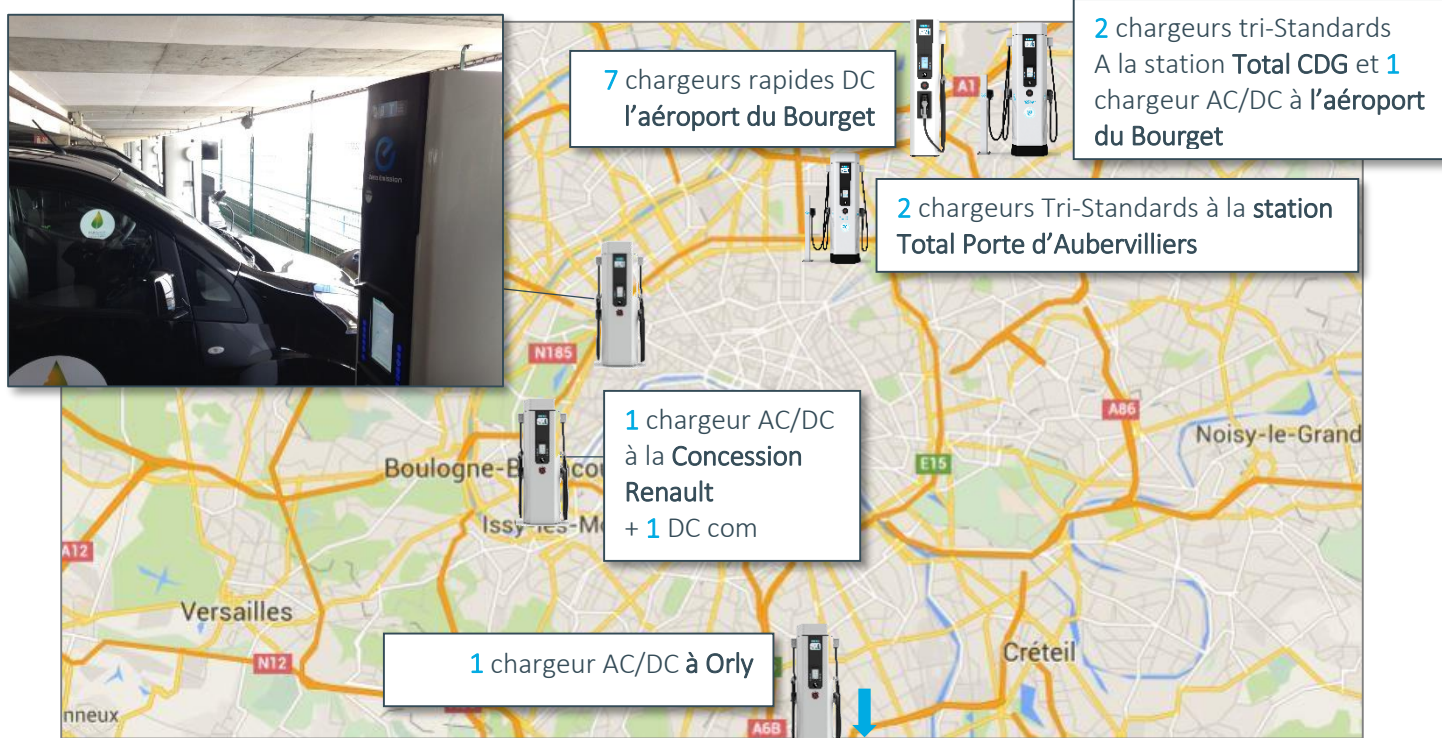 7 chargeurs rapides DC
l'aéroport du Bourget
2 chargeurs tri-Standards
A la station Total CDG et 1
chargeur AC/DC à l'aéroport
du Bourget
A1
2 chargeurs Tri-Standards à la station
Total Porte d'Aubervilliers
N185
1 chargeur AC/DC
à la Concession
Renault
+ 1 DC com
A86
Noisy-le-Grand
E15
A12
Versailles
N12
1 chargeur AC/DC à Orly
Créteil
A6B